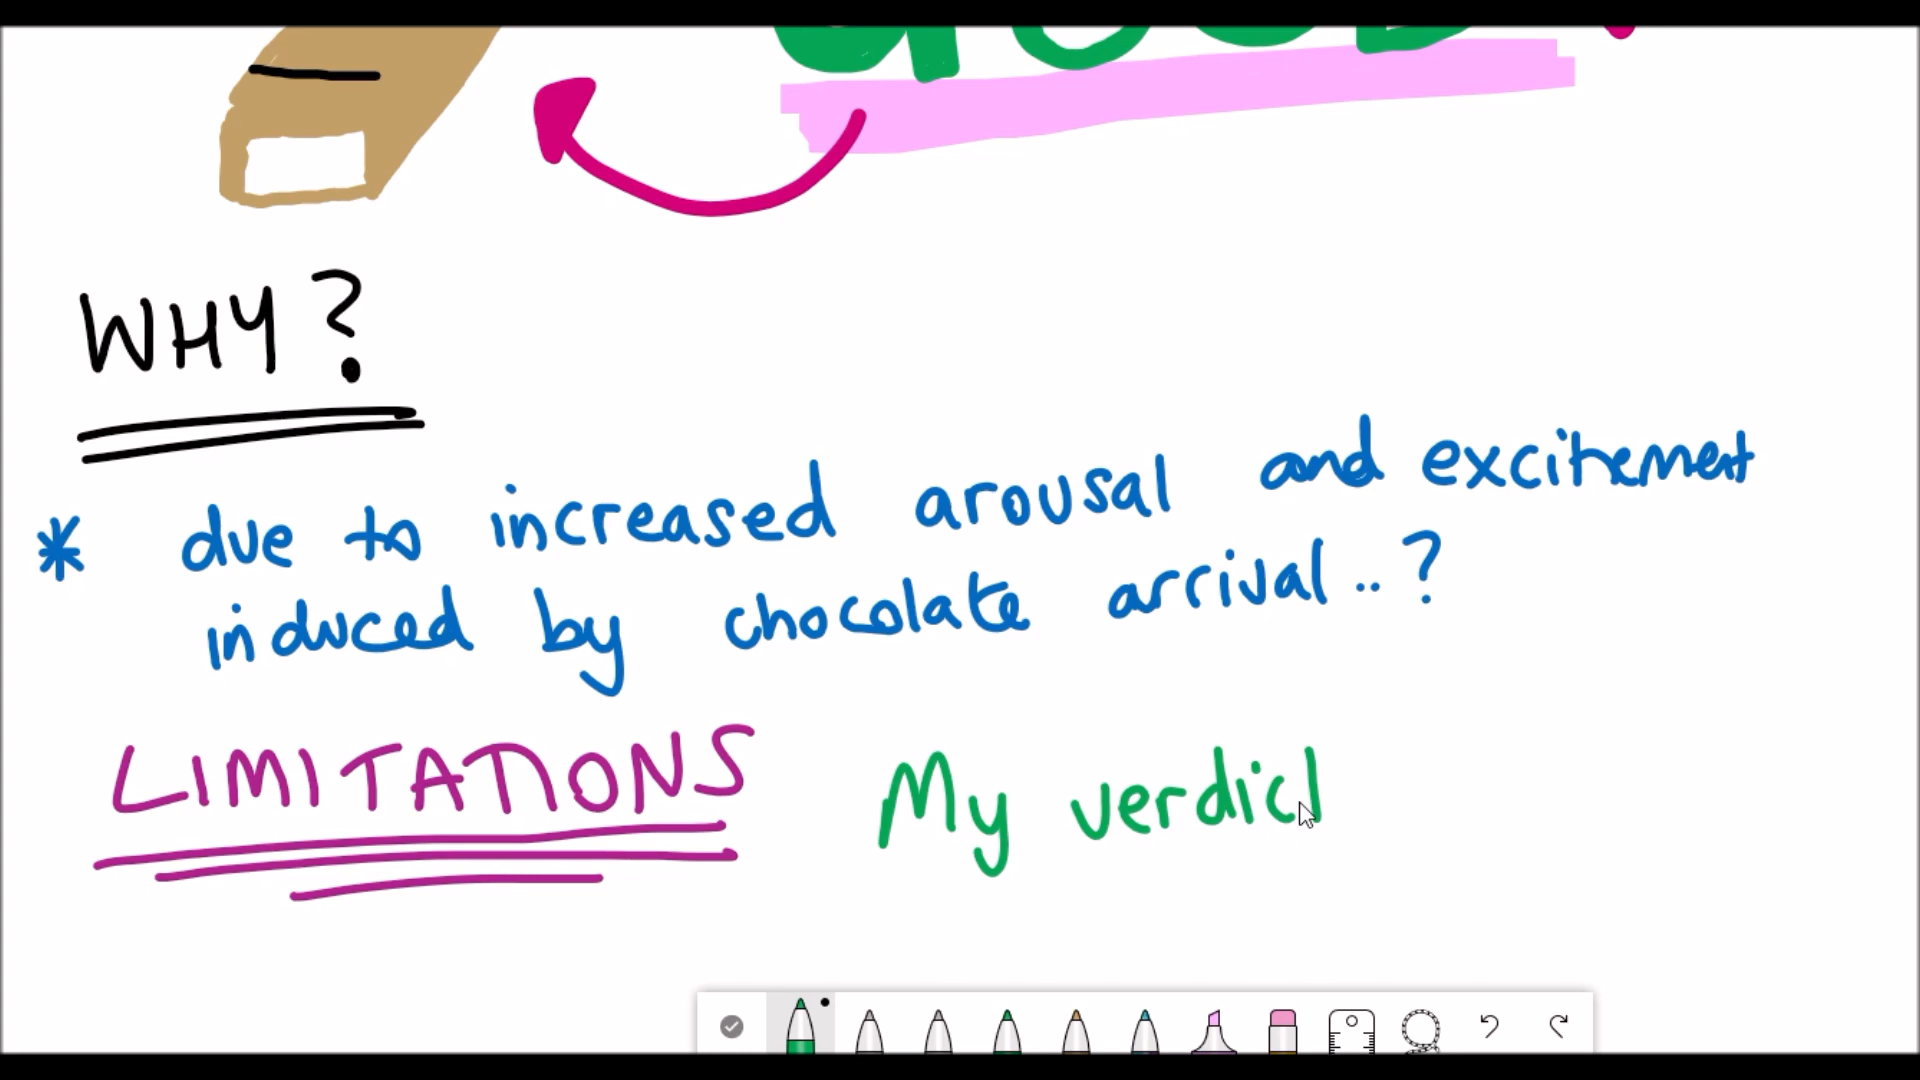 WHY?
* due to increased arousal and excitement
induced by chocolate arrival..?
LIMITATIONS
My verdict